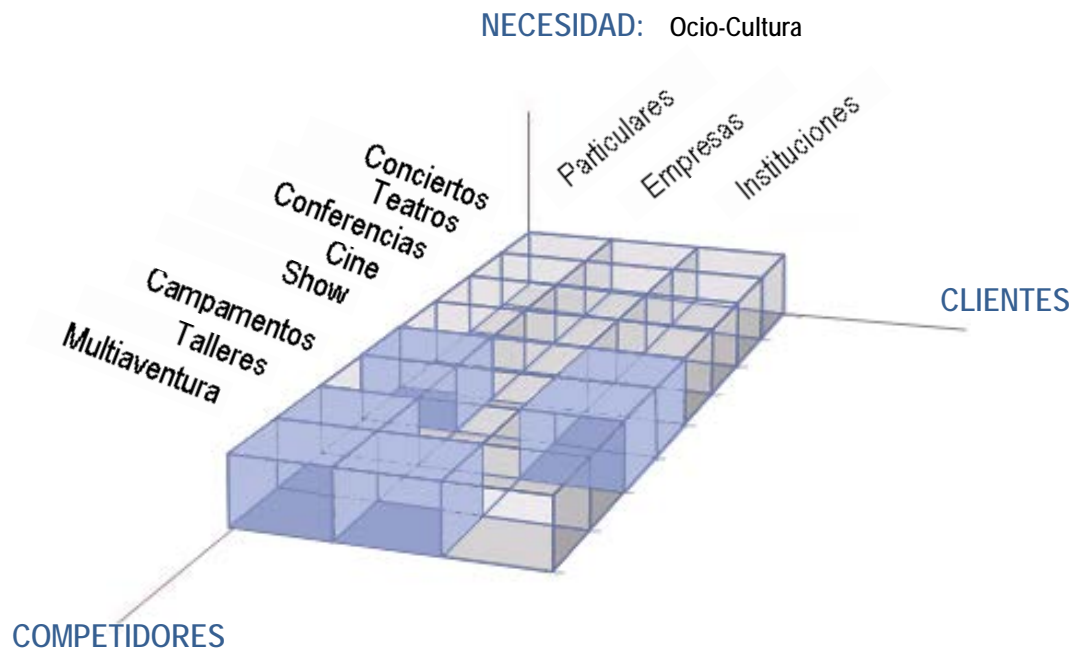 NECESIDAD: Ocio-Cultura
Particulares
Empresas
Instituciones
Conciertos
Teatros
Conferencias
Cine
Show
Campamentos
Talleres
Multiaventura
CLIENTES
COMPETIDORES